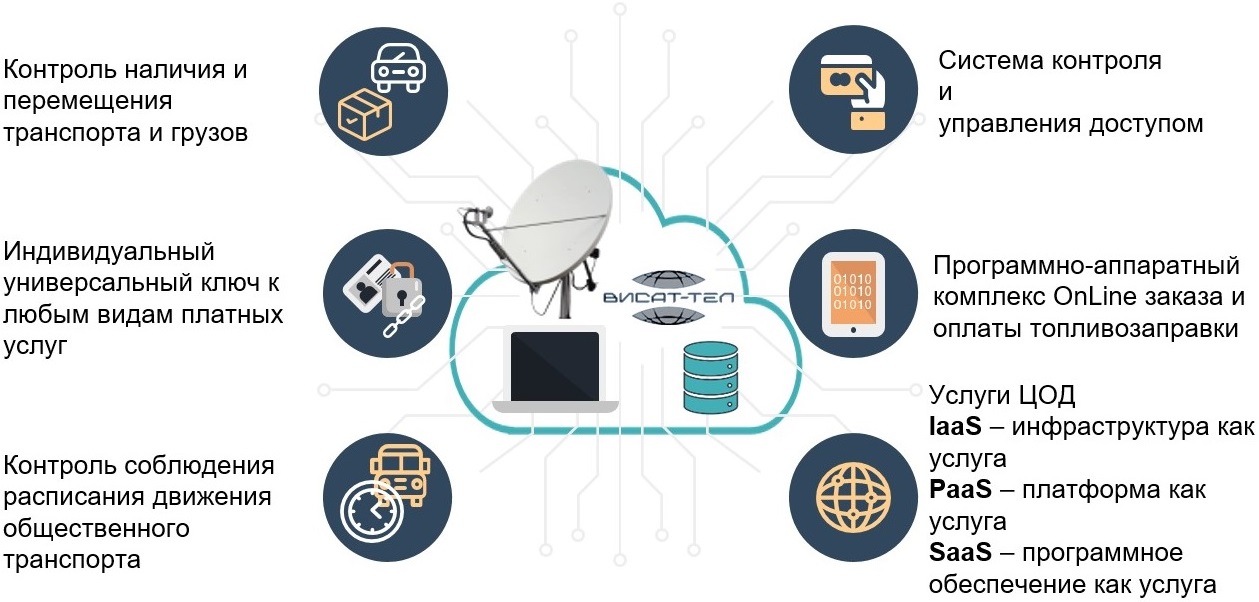 Контроль наличия и
перемещения
транспорта и грузов
Индивидуальный
универсальный ключ к
любым видам платных
услуг
Контроль соблюдения
расписания движения
общественного
транспорта
ВИСАТ-ТЕЛ
Система контроля
и
управления доступом
01010
01010
01010
Программно-аппаратный
комплекс OnLine заказа и
оплаты топливозаправки
Услуги ЦОД
IaaS – инфраструктура как
услуга
PaaS – платформа как
услуга
SaaS – программное
обеспечение как услуга